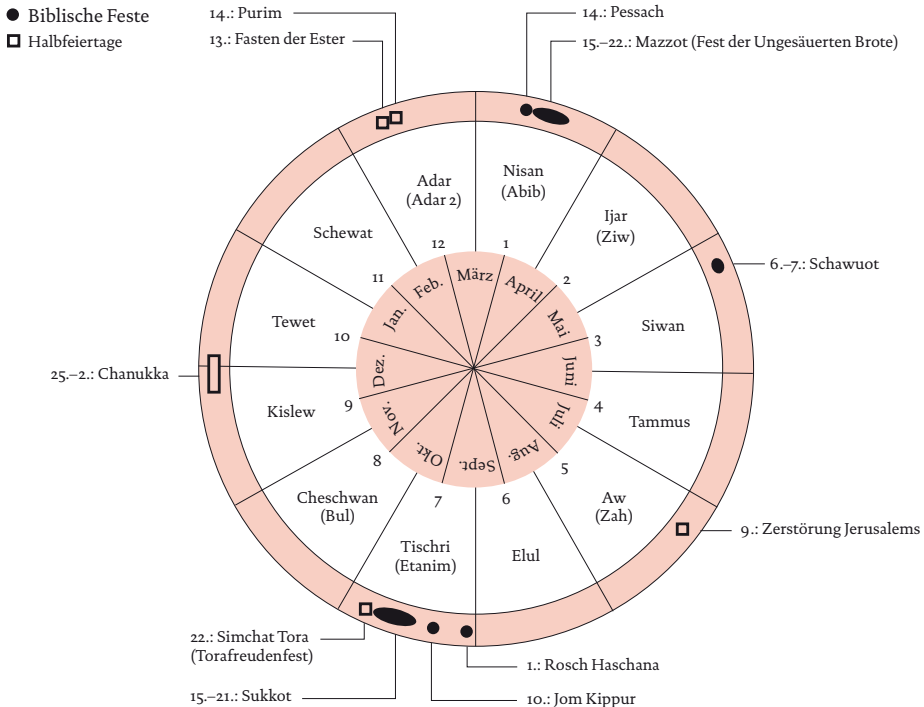 Biblische Feste
Halbfeiertage
14.: Purim
13.: Fasten der Ester
14.: Pessach
15.–22.: Mazzot (Fest der Ungesäuerten Brote)
6.–7.: Schawuot
9.: Zerstörung Jerusalems
1.: Rosch Haschana
10.: Jom Kippur
15.–21.: Sukkot
22.: Simchat Tora
(Torafreudenfest)
25.–2.: Chanukka
Nisan
(Abib)
Ijar
(Ziw)
Siwan
Tammus
Aw
(Zah)
Elul
Tischri
(Etanim)
Cheschwan
(Bul)
Kislew
Tewet
Schewat
Adar
(Adar 2)
1
2
3
4
5
6
7
8
9
10
11
12
März
April
Mai
Juni
Juli
Aug.
Sept.
Okt.
Nov.
Dez.
Jan.
Feb.